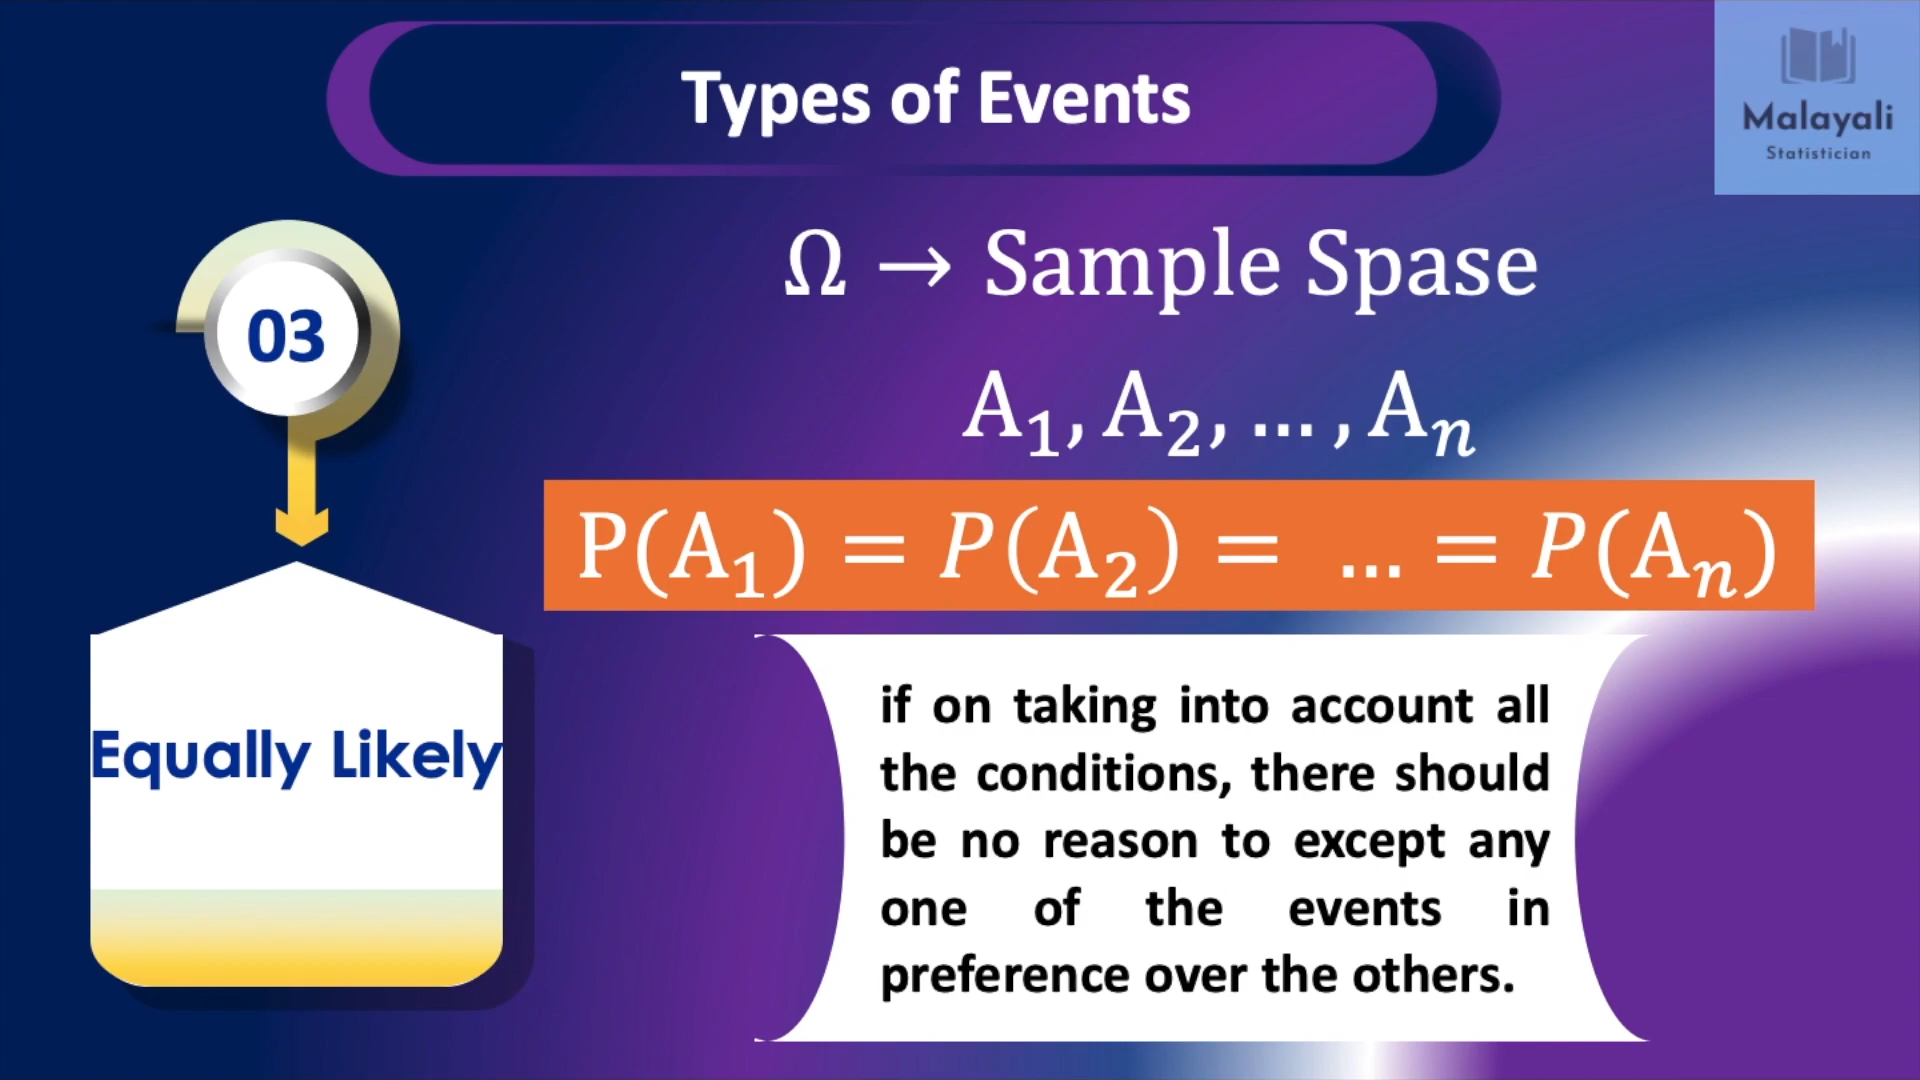 Types of Events
Malayali
Statistician
Ω → Sample Spase
03
A₁, A₂, … , Aₙ
P(A₁) = P(A₂) = … = P(Aₙ)
Equally Likely
if on taking into account all
the conditions, there should
be no reason to except any
one of the events in
preference over the others.